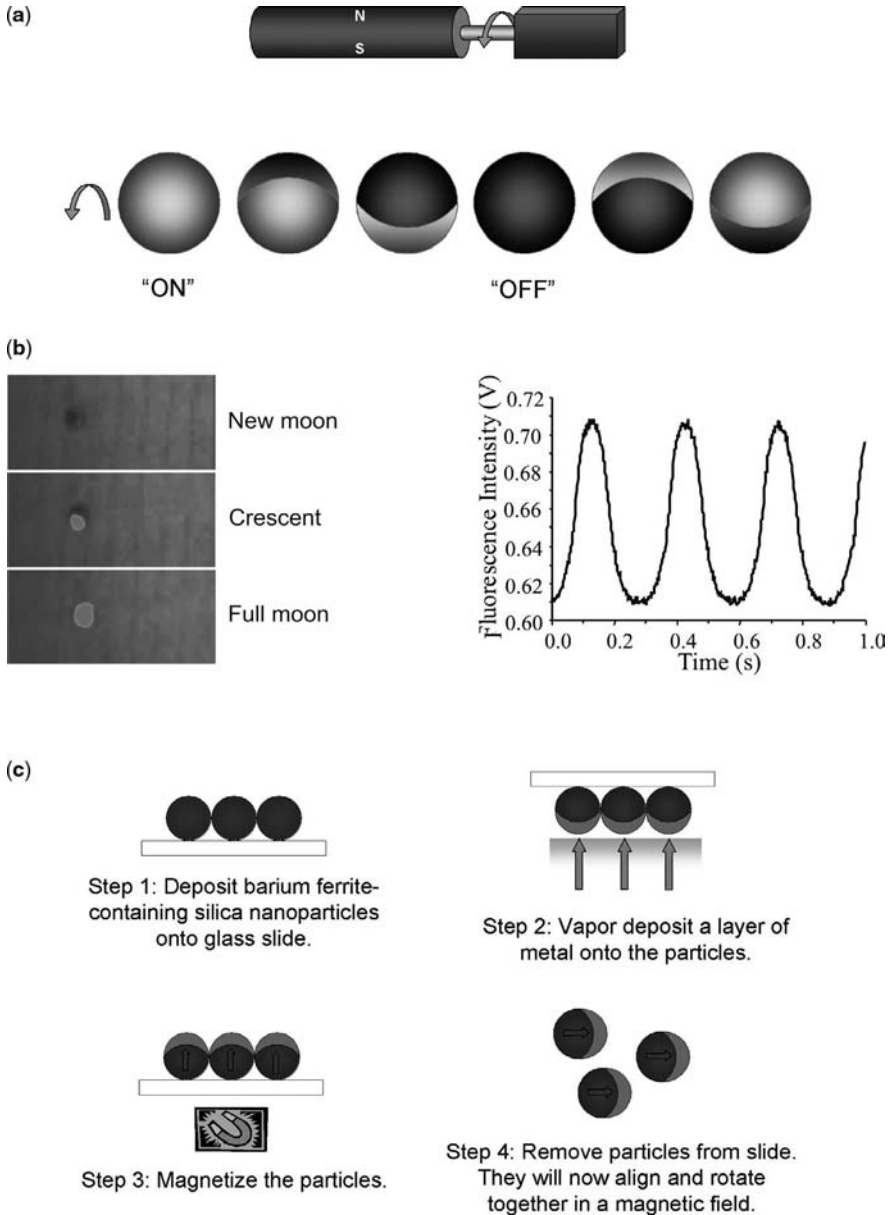 (a)
N
S
"ON"
"OFF"
(b)
New moon
Crescent
Full moon
Fluorescence Intensity (V)
0.72
0.70
0.68
0.66
0.64
0.62
0.60
0.0
0.2
0.4
0.6
0.8
1.0
Time (s)
(c)
Step 1: Deposit barium ferrite-
containing silica nanoparticles
onto glass slide.
Step 2: Vapor deposit a layer of
metal onto the particles.
Step 3: Magnetize the particles.
Step 4: Remove particles from slide.
They will now align and rotate
together in a magnetic field.